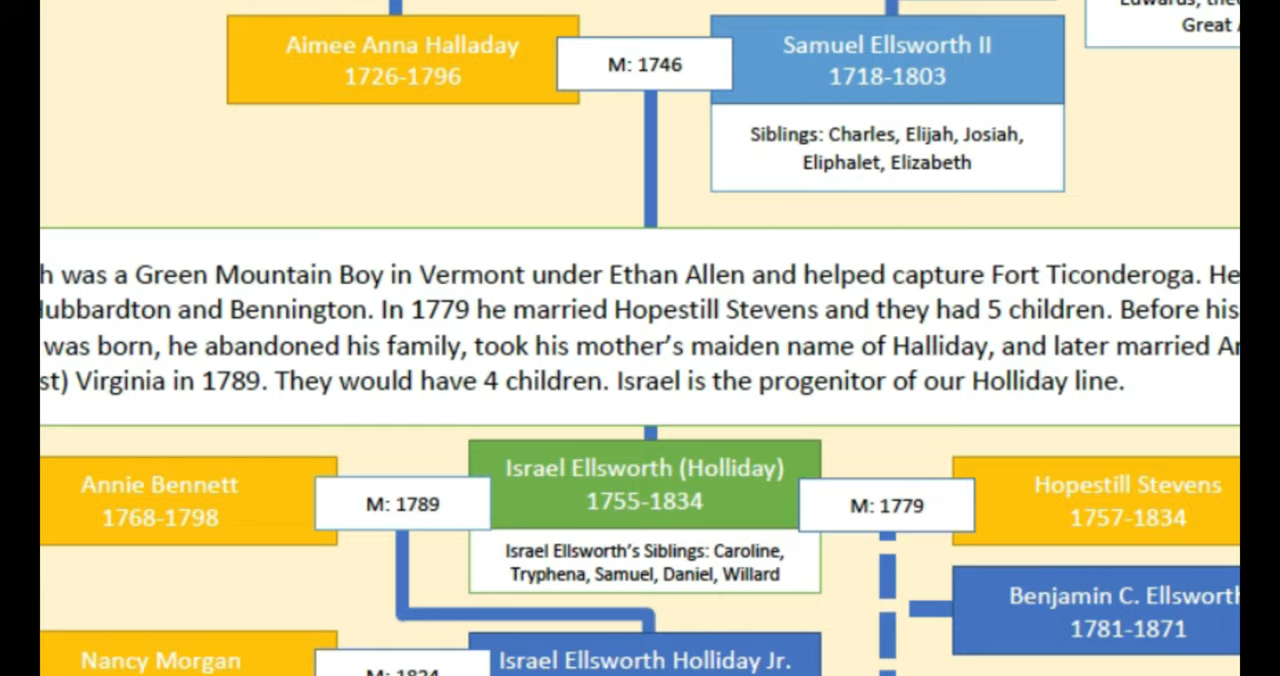 Great
Aimee Anna Halladay
1726-1796
M: 1746
Samuel Ellsworth II
1718-1803
Siblings: Charles, Elijah, Josiah,
Eliphalet, Elizabeth
h was a Green Mountain Boy in Vermont under Ethan Allen and helped capture Fort Ticonderoga. He
ubbardton and Bennington. In 1779 he married Hopestill Stevens and they had 5 children. Before his
was born, he abandoned his family, took his mother's maiden name of Halliday, and later married
st) Virginia in 1789. They would have 4 children. Israel is the progenitor of our Holliday line.
Annie Bennett
1768-1798
M: 1789
Israel Ellsworth (Holliday)
1755-1834
M: 1779
Hopestill Stevens
1757-1834
Israel Ellsworth's Siblings: Caroline,
Tryphena, Samuel, Daniel, Willard
Benjamin C. Ellsworth
1781-1871
Nancy Morgan
Israel Ellsworth Holliday Jr.